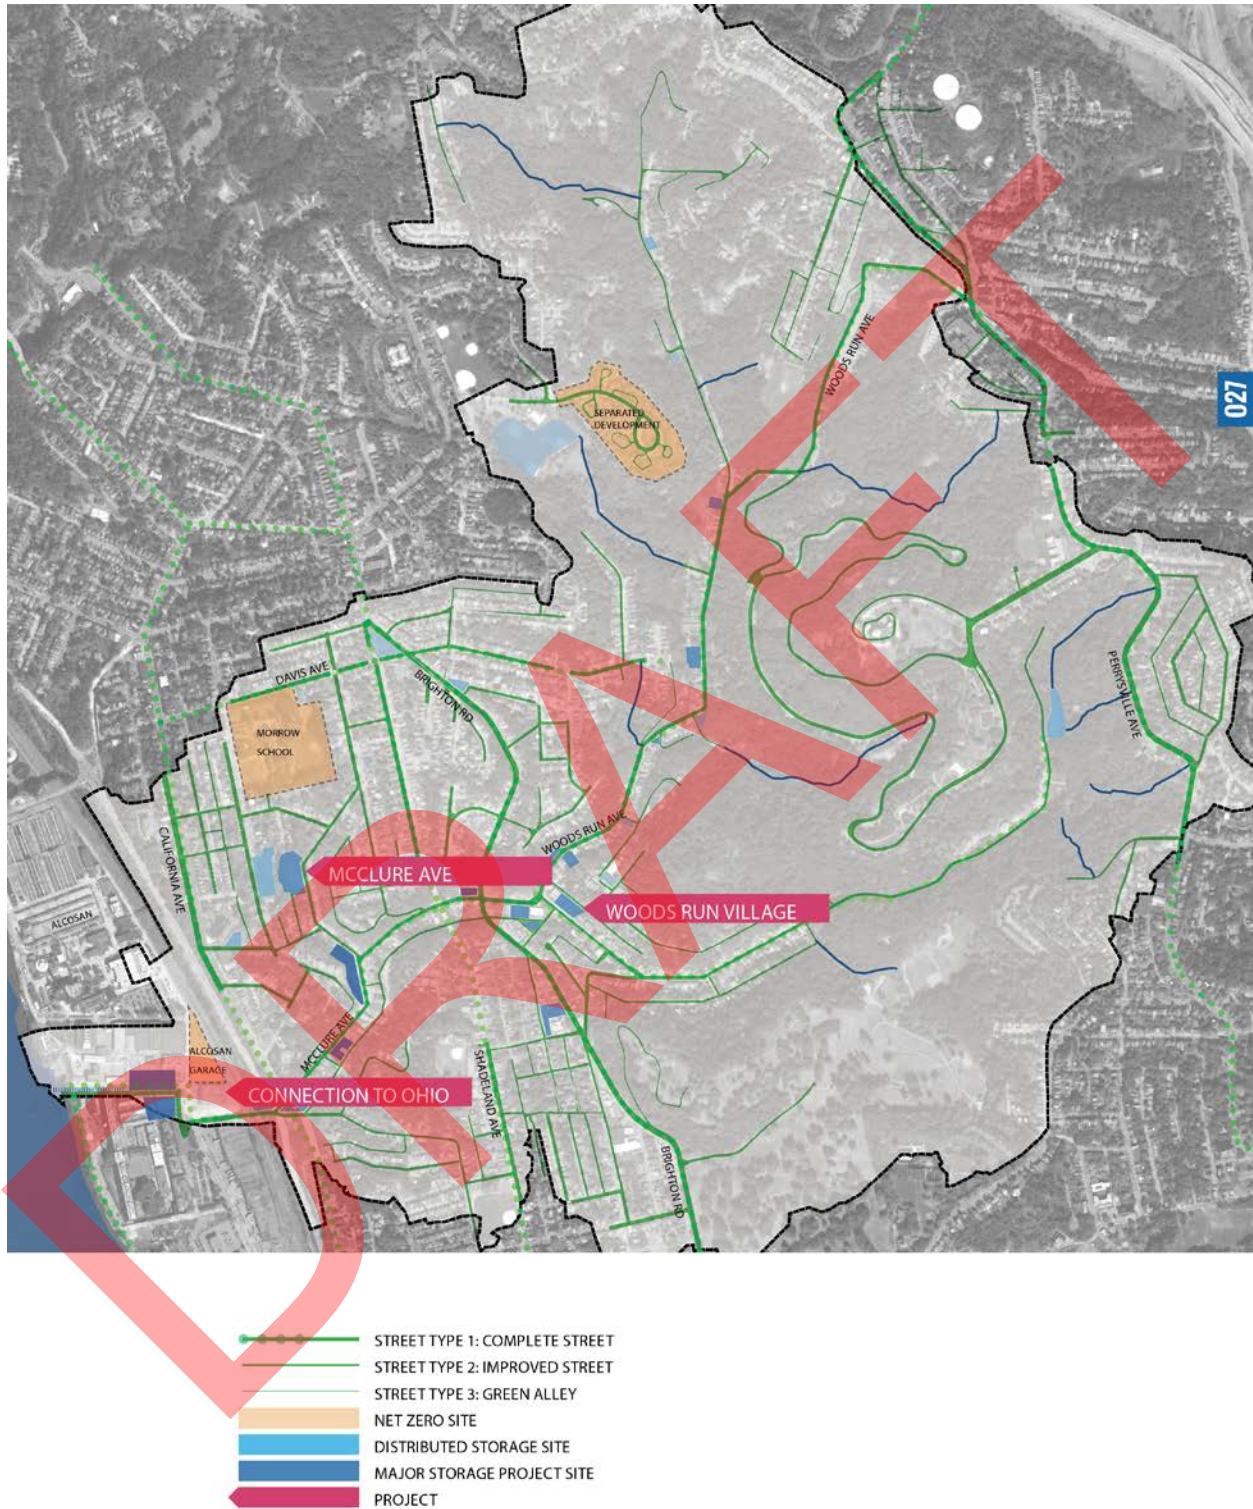 027
WOODS RUN AVE
SEPARATED
DEVELOPMENT
DAVIS AVE
BRIGHTON RD
PERRYSVILLE AVE
MORROW
SCHOOL
CALIFORNIA AVE
WOODS RUN AVE
MCCLURE AVE
WOODS RUN VILLAGE
ALCOSAN
MCCLURE AVE
ALCOSAN
GARAGE
SHADELAND AVE
CONNECTION TO OHIO
BRIGHTON RD
DRAFT
STREET TYPE 1: COMPLETE STREET
STREET TYPE 2: IMPROVED STREET
STREET TYPE 3: GREEN ALLEY
NET ZERO SITE
DISTRIBUTED STORAGE SITE
MAJOR STORAGE PROJECT SITE
PROJECT